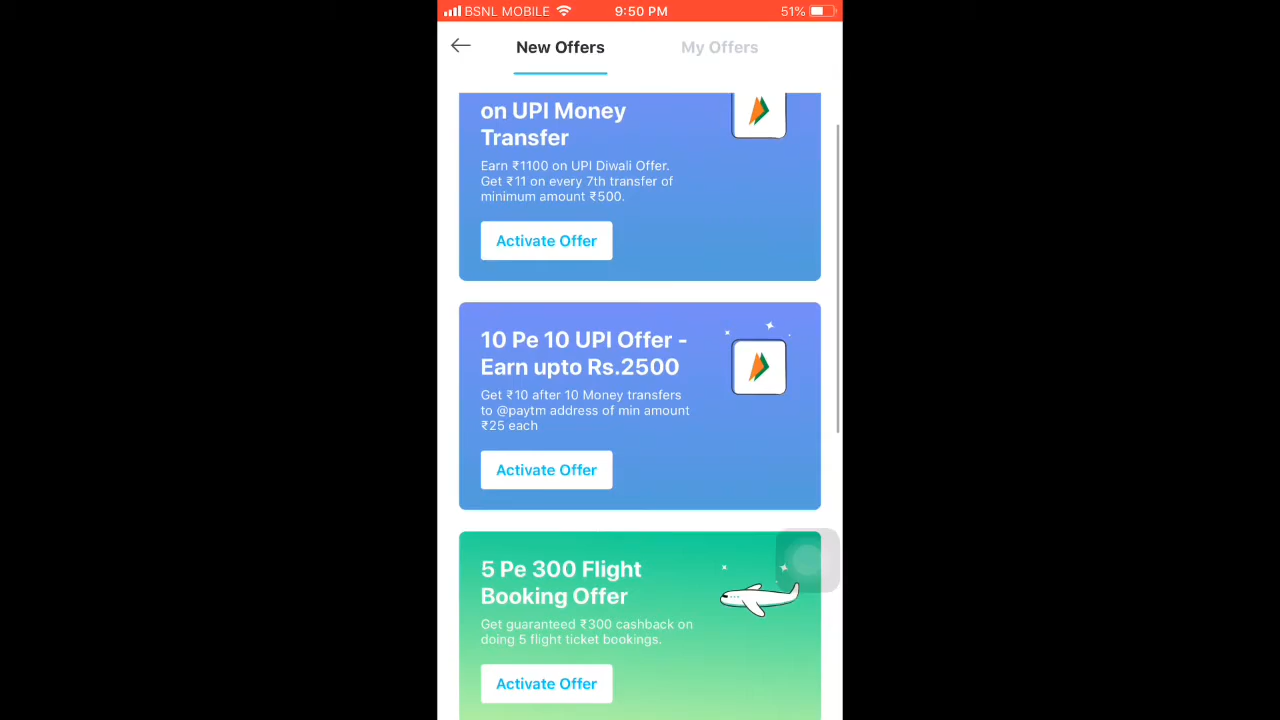 BSNL MOBILE 9:50 PM 51%
New Offers My Offers
on UPI Money
Transfer
Earn ₹1100 on UPI Diwali Offer.
Get ₹11 on every 7th transfer of
minimum amount ₹500.
Activate Offer
10 Pe 10 UPI Offer -
Earn upto Rs.2500
Get ₹10 after 10 Money transfers
to @paytm address of min amount
₹25 each
Activate Offer
5 Pe 300 Flight
Booking Offer
Get guaranteed ₹300 cashback on
doing 5 flight ticket bookings.
Activate Offer